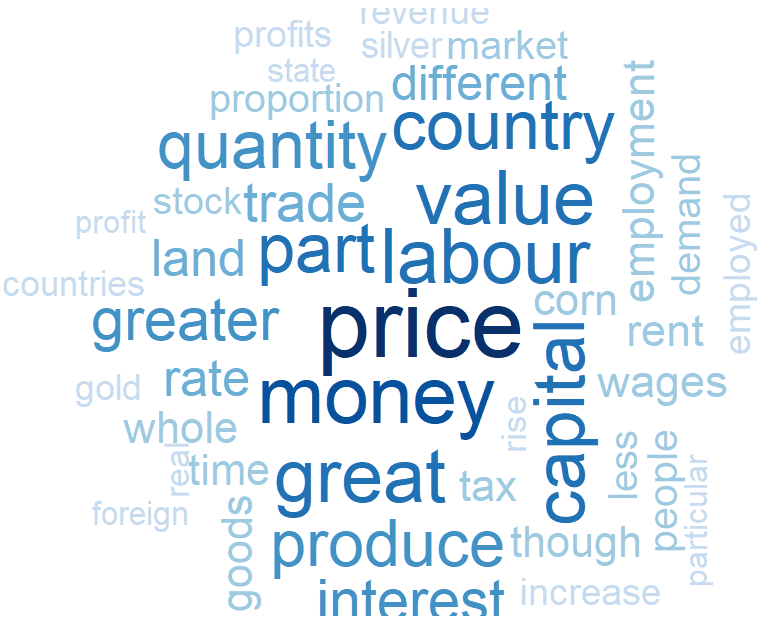 revenue
profits
silver market
state
different
proportion
country
quantity
employment
demand
stock trade
value
employed
profit
part labour
land
countries
greater
price
corn
rent
capital
gold
rate
money
wages
whole
rise
real
time
great
tax
less
people
particular
foreign
goods
produce
though
interest
increase